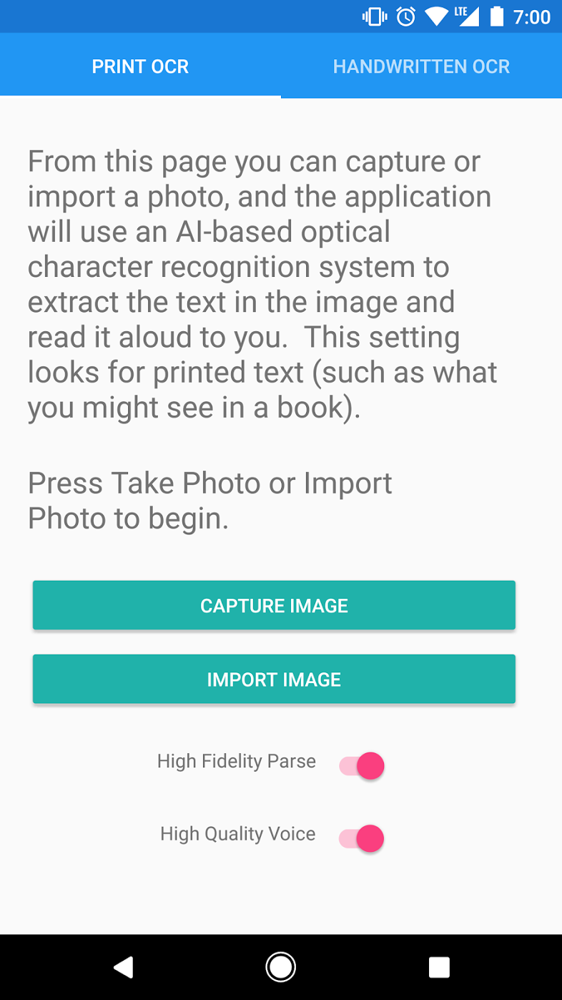 LTE 7:00
PRINT OCR HANDWRITTEN OCR
From this page you can capture or
import a photo, and the application
will use an AI-based optical
character recognition system to
extract the text in the image and
read it aloud to you.  This setting
looks for printed text (such as what
you might see in a book).
Press Take Photo or Import
Photo to begin.
CAPTURE IMAGE
IMPORT IMAGE
High Fidelity Parse
High Quality Voice